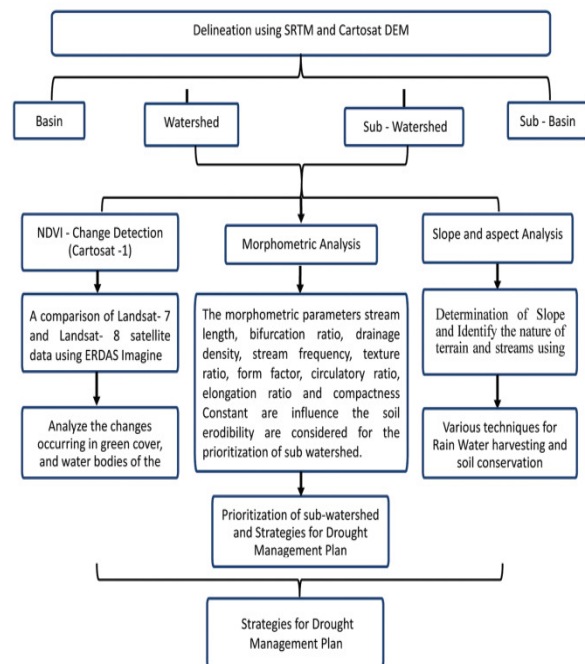 Delineation using SRTM and Cartosat DEM
Basin
Watershed
Sub - Watershed
Sub - Basin
NDVI - Change Detection
(Cartosat -1)
Morphometric Analysis
Slope and aspect Analysis
A comparison of Landsat- 7
and Landsat- 8 satellite
data using ERDAS Imagine
The morphometric parameters stream
length, bifurcation ratio, drainage
density, stream frequency, texture
ratio, form factor, circulatory ratio,
elongation ratio and compactness
Constant are influence the soil
erodibility are considered for the
prioritization of sub watershed.
Determination of Slope
and Identify the nature of
terrain and streams using
Analyze the changes
occurring in green cover,
and water bodies of the
Various techniques for
Rain Water harvesting and
soil conservation
Prioritization of sub-watershed
and Strategies for Drought
Management Plan
Strategies for Drought
Management Plan